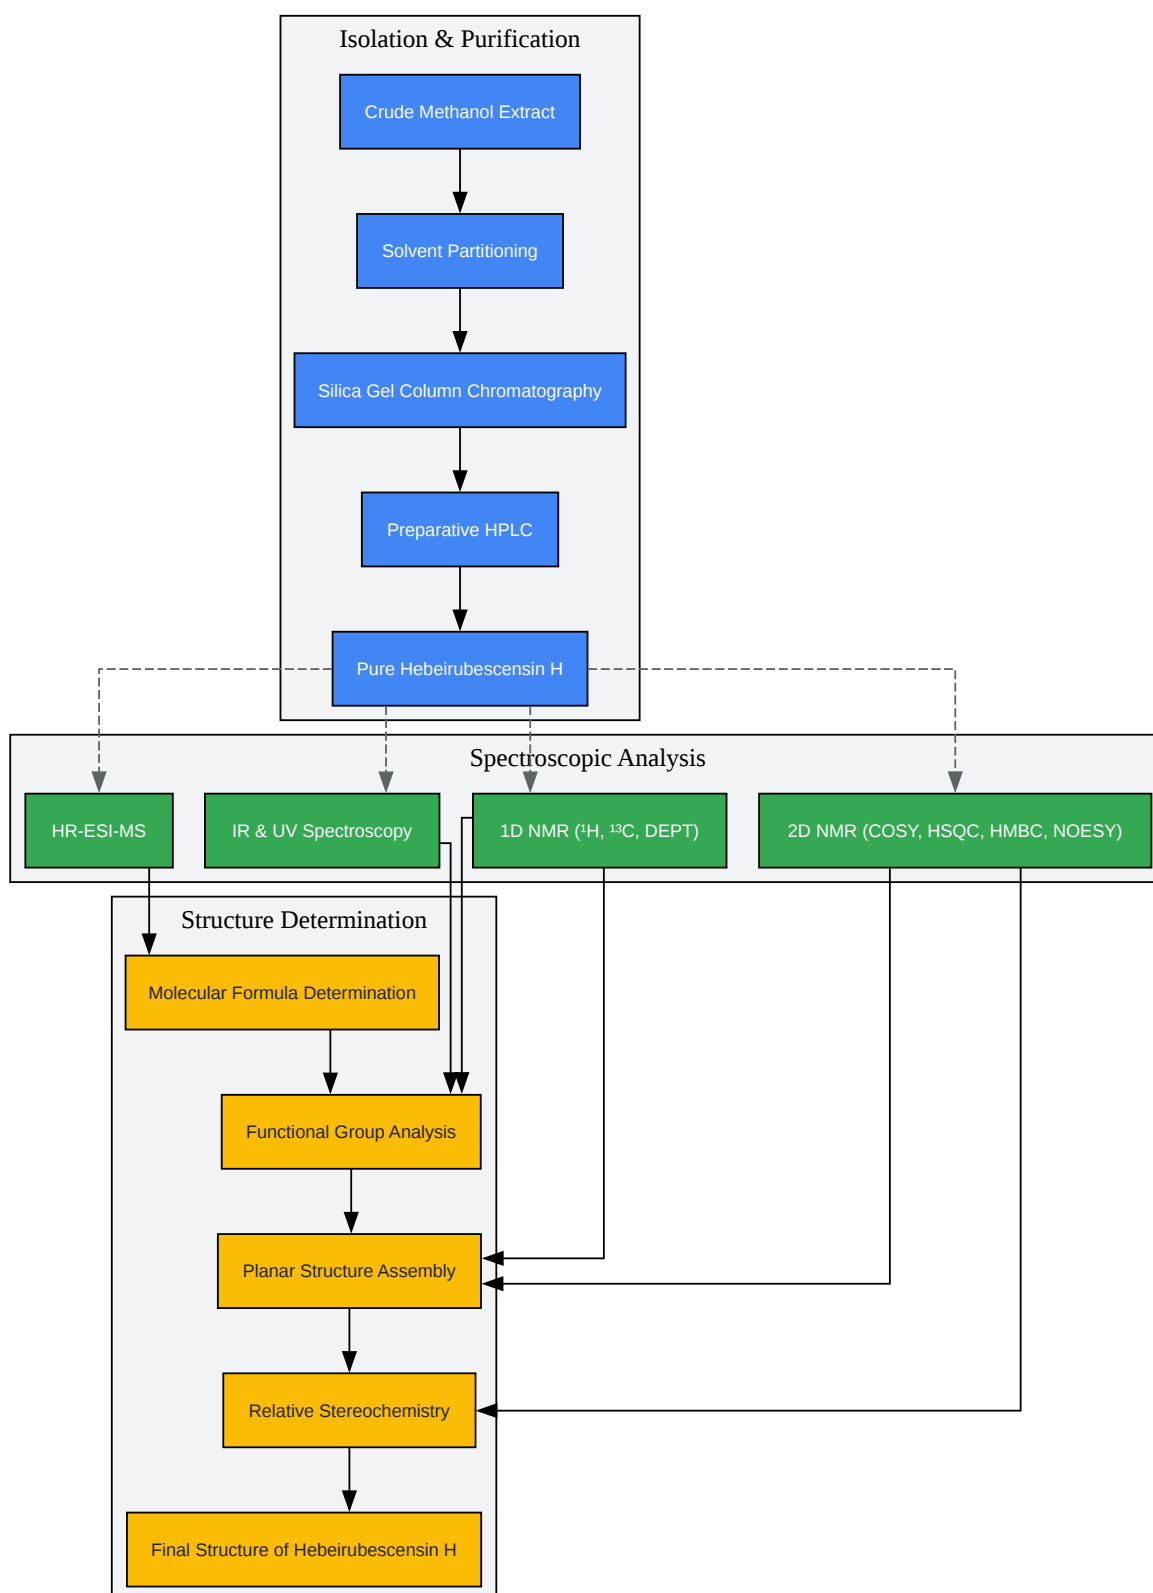 Isolation & Purification
Crude Methanol Extract
Solvent Partitioning
Silica Gel Column Chromatography
Preparative HPLC
Pure Hebeirubescensin H
Spectroscopic Analysis
HR-ESI-MS
IR & UV Spectroscopy
1D NMR (¹H, ¹³C, DEPT)
2D NMR (COSY, HSQC, HMBC, NOESY)
Structure Determination
Molecular Formula Determination
Functional Group Analysis
Planar Structure Assembly
Relative Stereochemistry
Final Structure of Hebeirubescensin H